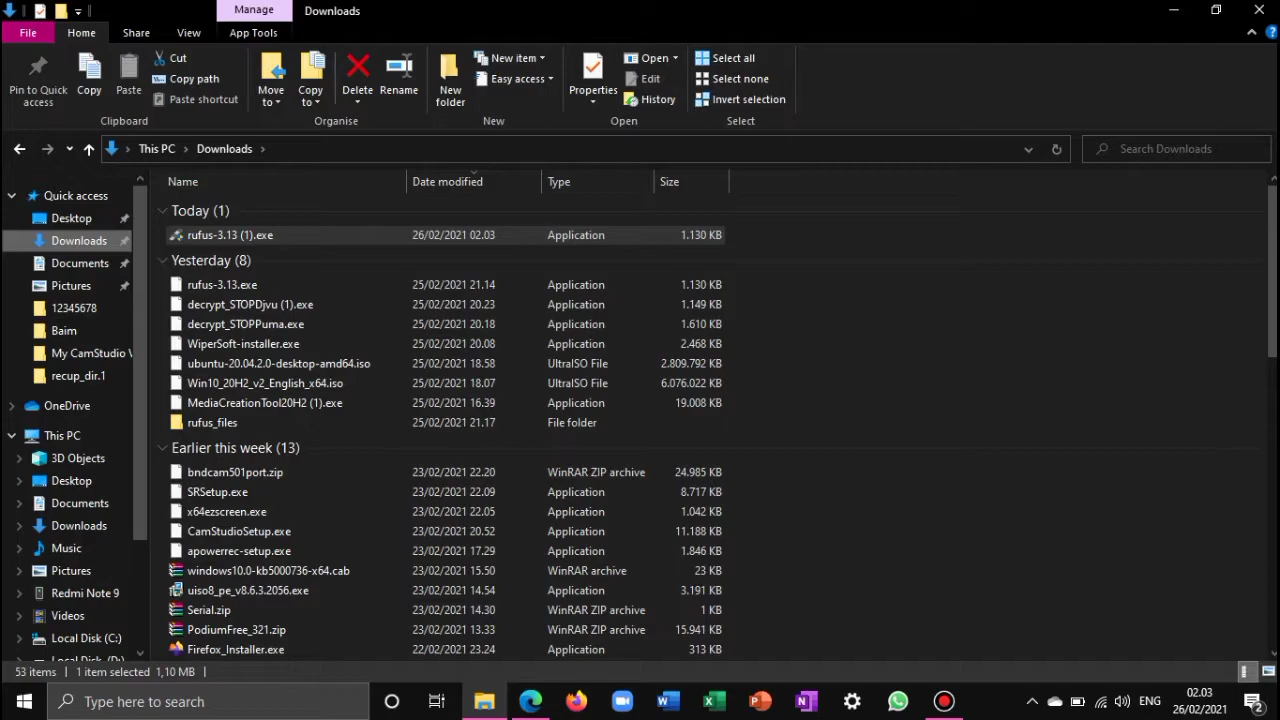 Manage
Downloads
File
Home
Share
View
App Tools
Pin to Quick access
Copy
Paste
Cut
Copy path
Paste shortcut
Clipboard
Move to
Copy to
Delete
Rename
Organise
New folder
New item
Easy access
New
Properties
Open
Edit
History
Open
Select all
Select none
Invert selection
Select
This PC
Downloads
Search Downloads
Quick access
Desktop
Downloads
Documents
Pictures
12345678
Baim
My CamStudio V
recup_dir.1
OneDrive
This PC
3D Objects
Desktop
Documents
Downloads
Music
Pictures
Redmi Note 9
Videos
Local Disk (C:)
Local Disk (D:)
Name Date modified Type Size
Today (1)
rufus-3.13 (1).exe 26/02/2021 02.03 Application 1.130 KB
Yesterday (8)
rufus-3.13.exe 25/02/2021 21.14 Application 1.130 KB
decrypt_STOPDjvu (1).exe 25/02/2021 20.23 Application 1.149 KB
decrypt_STOPPuma.exe 25/02/2021 20.18 Application 1.610 KB
WiperSoft-installer.exe 25/02/2021 20.08 Application 2.468 KB
ubuntu-20.04.2.0-desktop-amd64.iso 25/02/2021 18.58 UltraISO File 2.809.792 KB
Win10_20H2_v2_English_x64.iso 25/02/2021 18.07 UltraISO File 6.076.022 KB
MediaCreationTool20H2 (1).exe 25/02/2021 16.39 Application 19.008 KB
rufus_files 25/02/2021 21.17 File folder
Earlier this week (13)
bndcam501port.zip 23/02/2021 22.20 WinRAR ZIP archive 24.985 KB
SRSetup.exe 23/02/2021 22.09 Application 8.717 KB
x64ezscreen.exe 23/02/2021 22.05 Application 1.042 KB
CamStudioSetup.exe 23/02/2021 20.52 Application 11.188 KB
apowerrec-setup.exe 23/02/2021 17.29 Application 1.846 KB
windows10.0-kb5000736-x64.cab 23/02/2021 15.50 WinRAR archive 23 KB
uiso8_pe_v8.6.3.2056.exe 23/02/2021 14.54 Application 3.191 KB
Serial.zip 23/02/2021 14.30 WinRAR ZIP archive 1 KB
PodiumFree_321.zip 23/02/2021 13.33 WinRAR ZIP archive 15.941 KB
Firefox_Installer.exe 22/02/2021 23.24 Application 313 KB
53 items 1 item selected 1,10 MB
Type here to search
ENG
02.03
26/02/2021
2